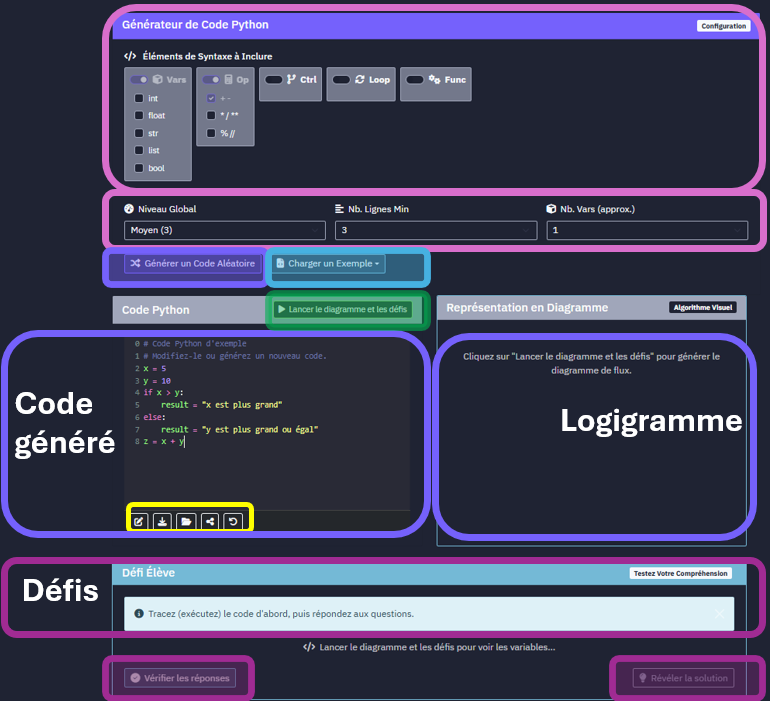 Générateur de Code Python
Configuration
</> Éléments de Syntaxe à Inclure
Vars
int
float
str
list
bool
Op
+ -
* / **
% //
Ctrl
Loop
Func
Niveau Global
Moyen (3)
Nb. Lignes Min
3
Nb. Vars (approx.)
1
Générer un Code Aléatoire
Charger un Exemple
Code Python
Lancer le diagramme et les défis
0 # Code Python d'exemple
1 # Modifiez-le ou générez un nouveau code.
2 x = 5
3 y = 10
4 if x > y:
5 result = "x est plus grand"
6 else:
7 result = "y est plus grand ou égal"
8 z = x + y
Code
généré
Représentation en Diagramme
Algorithme Visuel
Cliquez sur "Lancer le diagramme et les défis" pour générer le
diagramme de flux.
Logigramme
Défis
Défi Élève
Testez Votre Compréhension
Tracez (exécutez) le code d'abord, puis répondez aux questions.
</> Lancer le diagramme et les défis pour voir les variables...
Vérifier les réponses
Révéler la solution